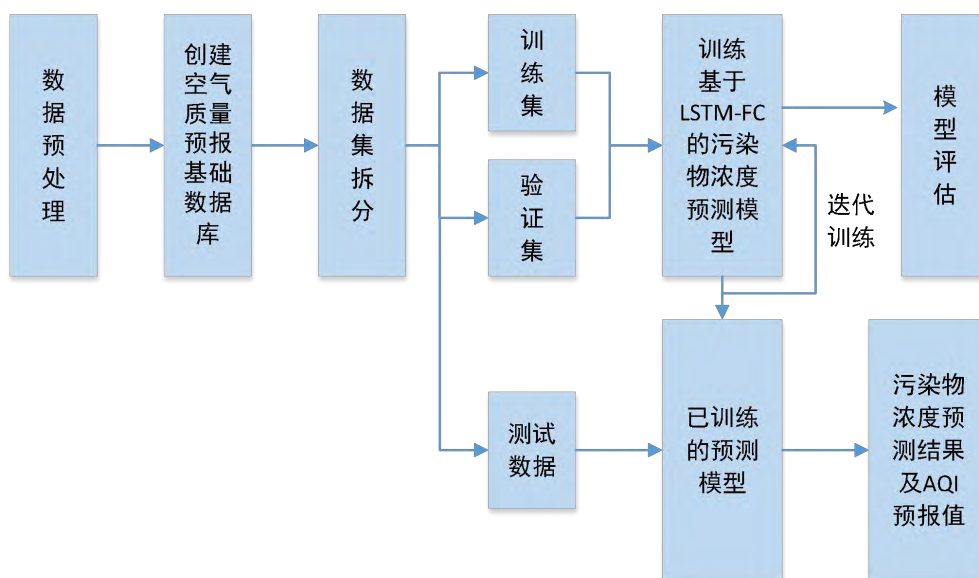 数
据
预
处
理
创建
空气
质量
预报
基础
数据
库
数
据
集
拆
分
训
练
集
验
证
集
测试
数据
训练
基于
LSTM-FC
的污染
物浓度
预测模
型
迭代
训练
模
型
评
估
已训练
的预测
模型
污染物
浓度预
测结果
及AQI
预报值